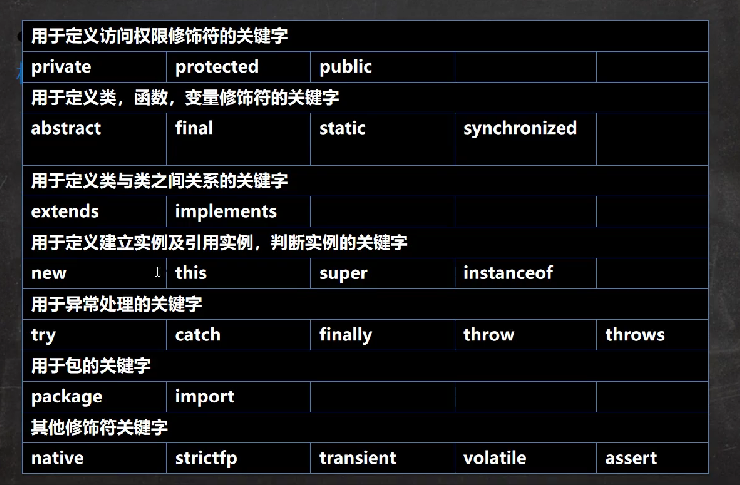 用于定义访问权限修饰符的关键字
private protected public
用于定义类，函数，变量修饰符的关键字
abstract final static synchronized
用于定义类与类之间关系的关键字
extends implements
用于定义建立实例及引用实例，判断实例的关键字
new this super instanceof
用于异常处理的关键字
try catch finally throw throws
用于包的关键字
package import
其他修饰符关键字
native strictfp transient volatile assert